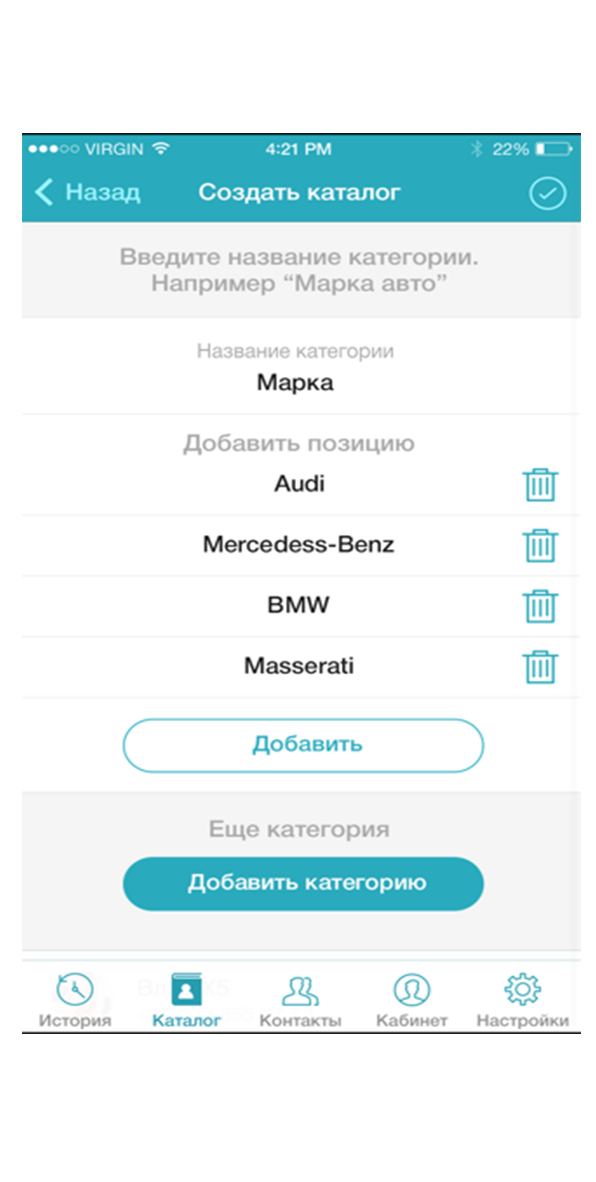 VIRGIN 4:21 PM 22%
Назад Создать каталог
Введите название категории.
Например “Марка авто”
Название категории
Марка
Добавить позицию
Audi
Mercedess-Benz
BMW
Masserati
Добавить
Еще категория
Добавить категорию
История Каталог Контакты Кабинет Настройки